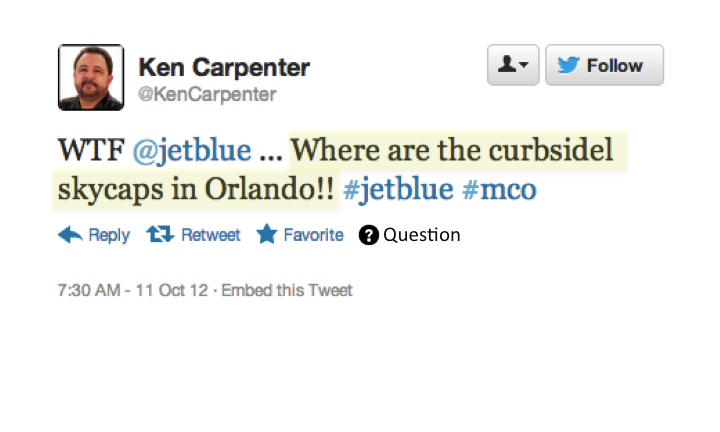 Ken Carpenter
@KenCarpenter
Follow
WTF @jetblue ... Where are the curbsidel
skycaps in Orlando!! #jetblue #mco
Reply Retweet Favorite ? Question
7:30 AM - 11 Oct 12 · Embed this Tweet